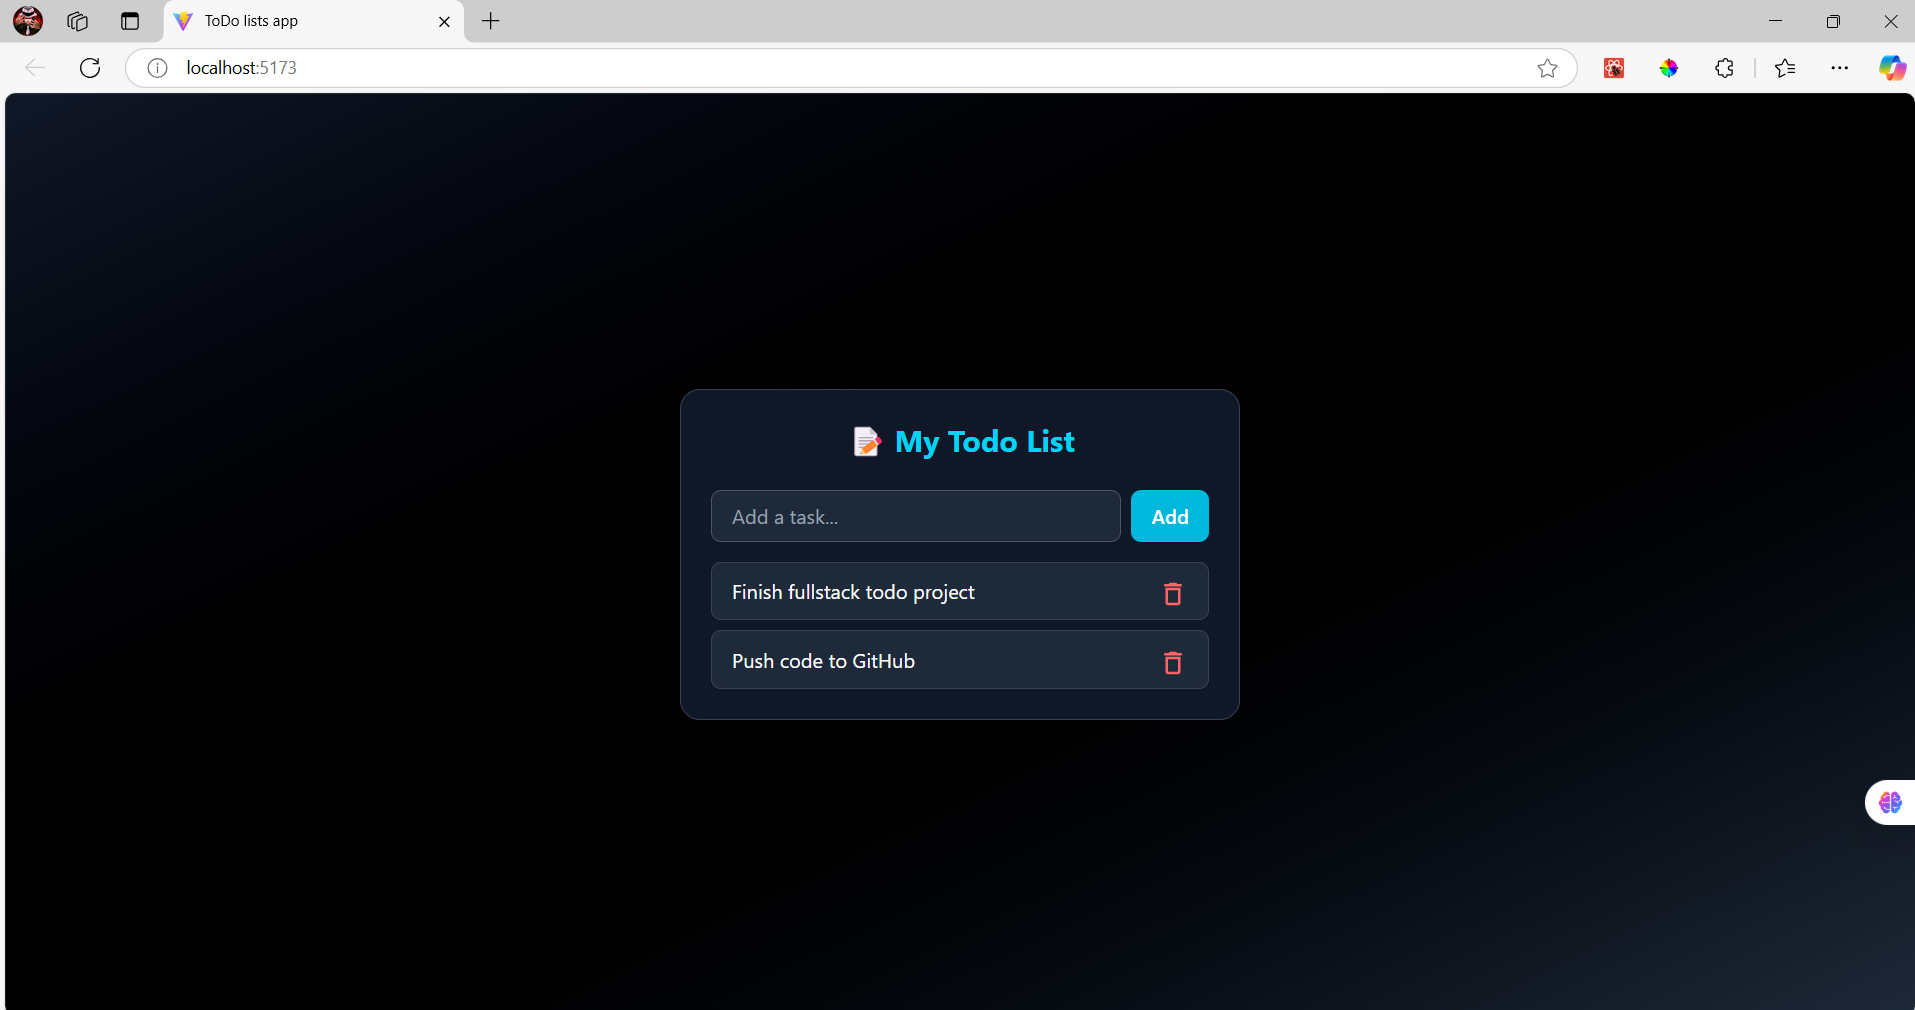 ToDo lists app
localhost:5173
📝 My Todo List
Add a task...
Add
Finish fullstack todo project
Push code to GitHub